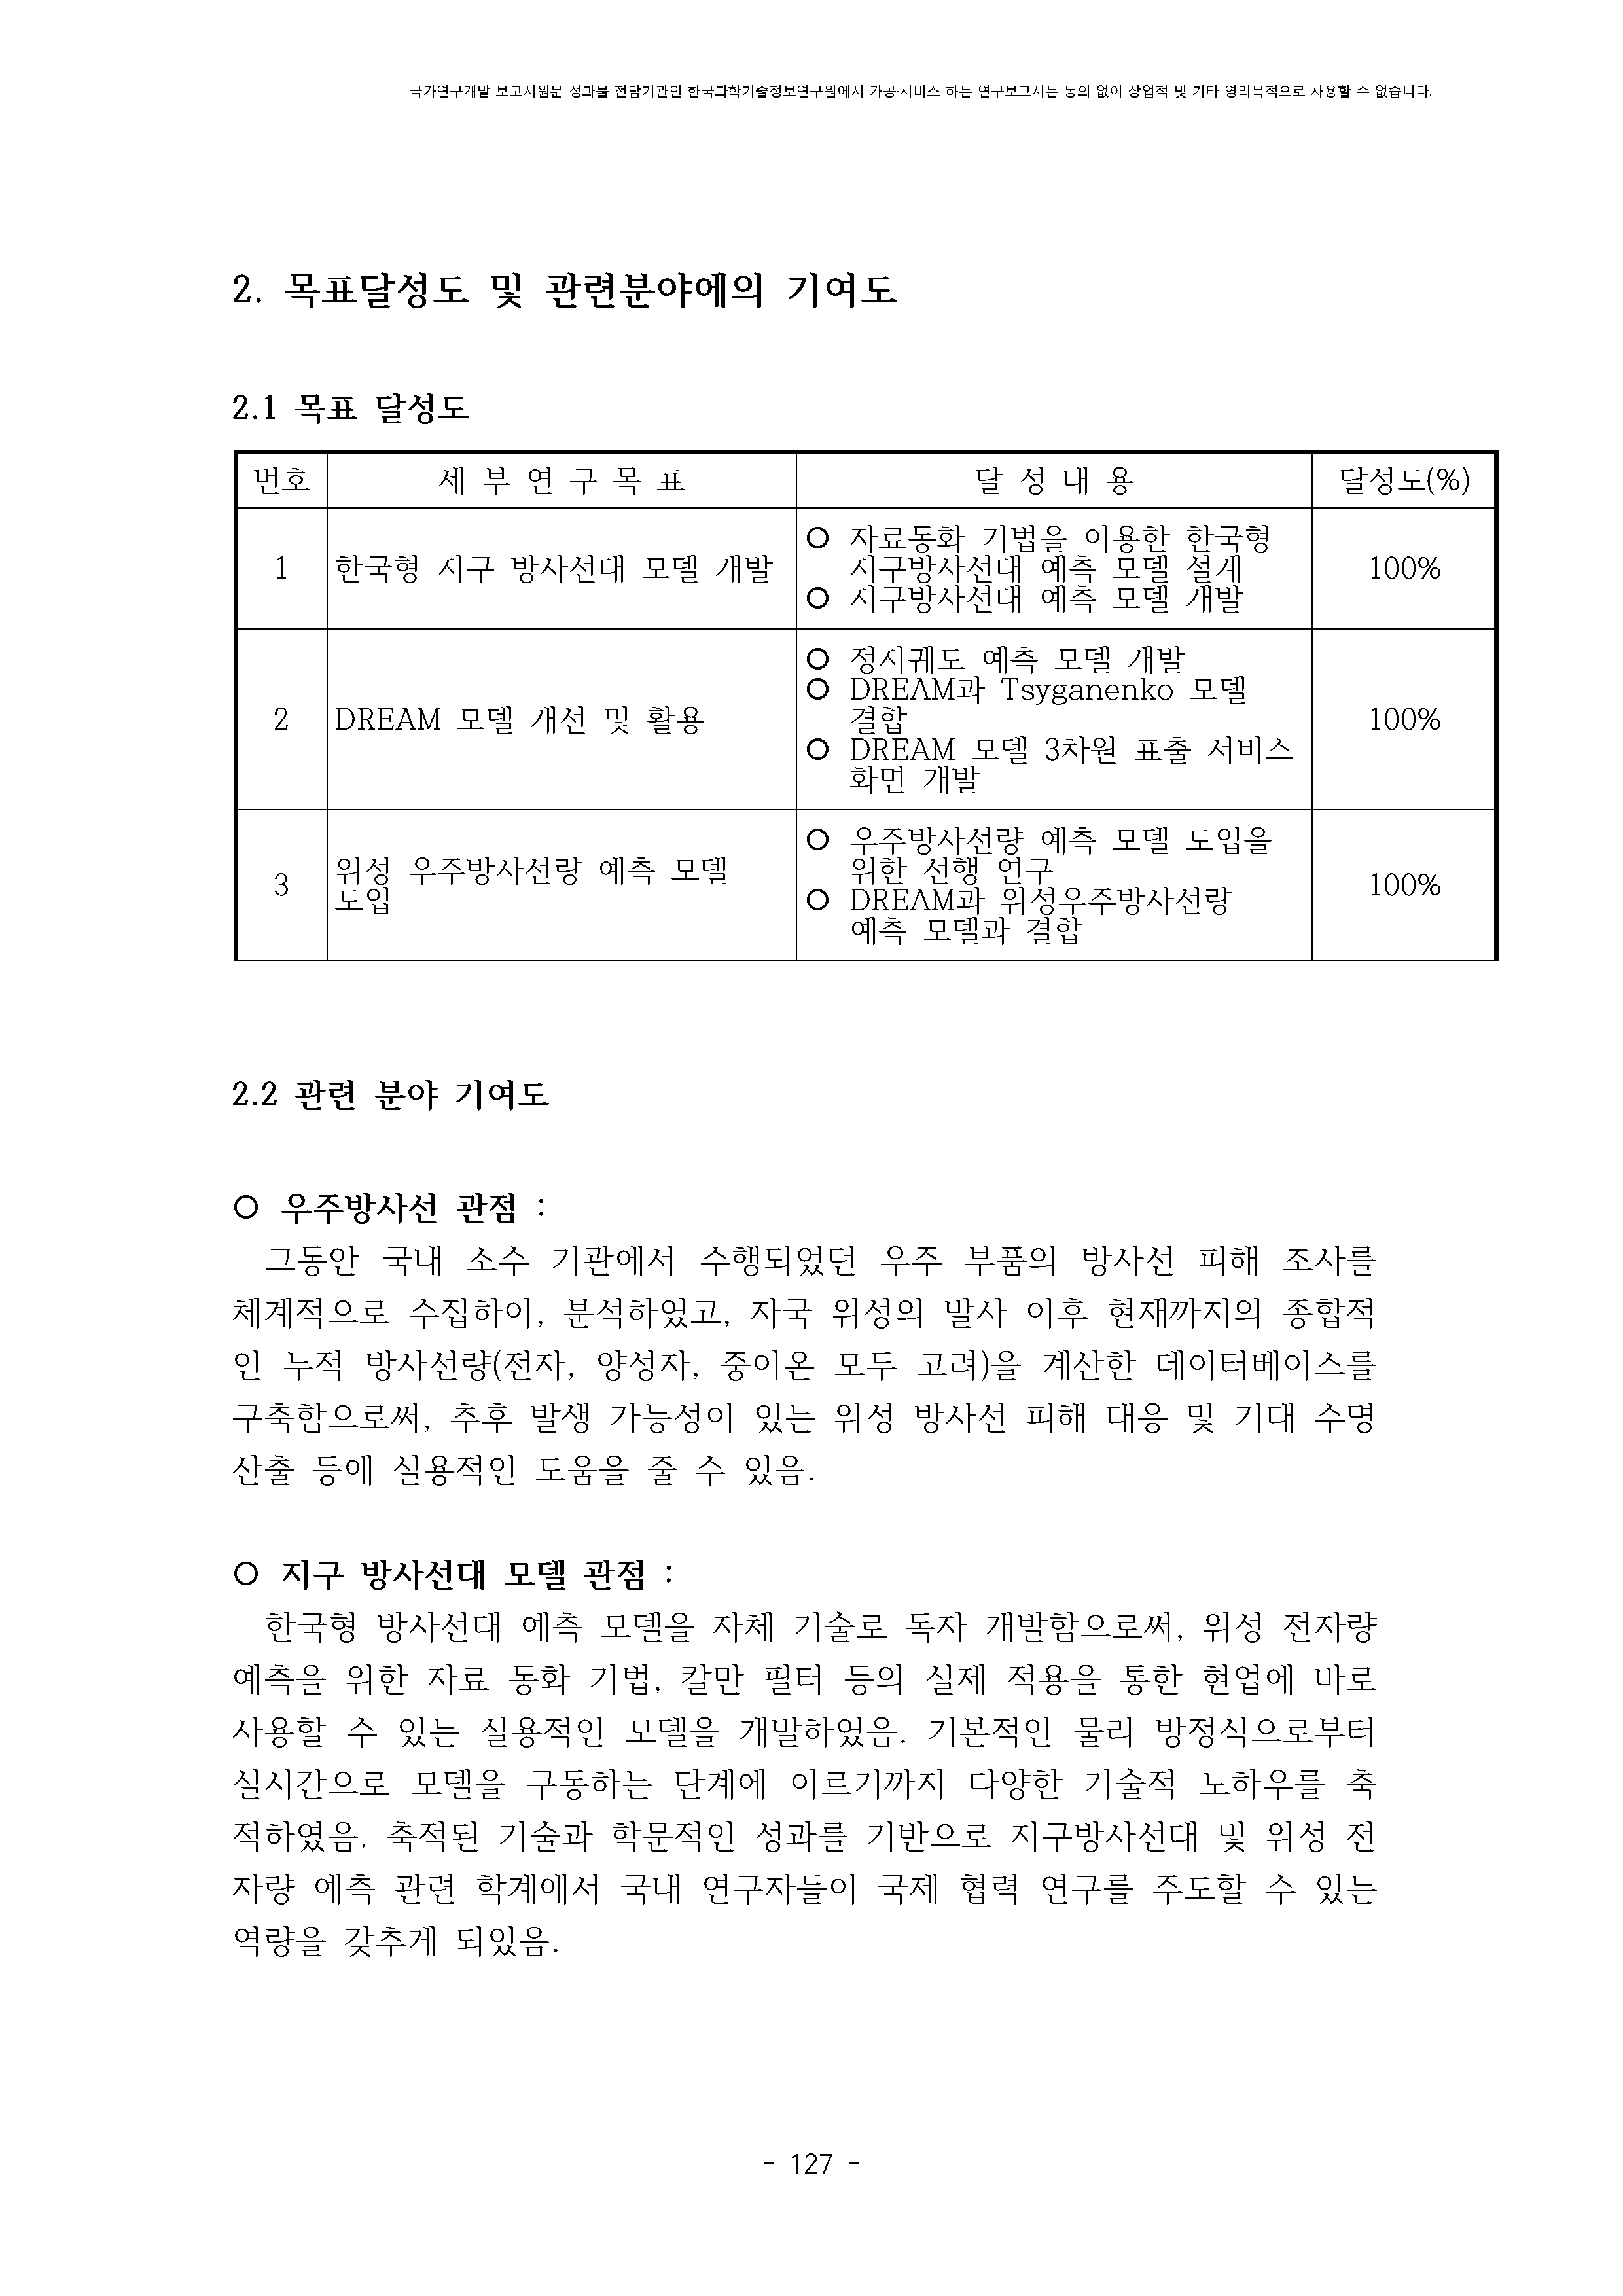 국가연구개발 보고서원문 성과물 전담기관인 한국과학기술정보연구원에서 가공·서비스 하는 연구보고서는 동의 없이 상업적 및 기타 영리목적으로 사용할 수 없습니다.
2. 목표달성도 및 관련분야에의 기여도
2.1 목표 달성도
번호 세 부 연 구 목 표 달 성 내 용 달성도(%)
1 한국형 지구 방사선대 모델 개발
○ 자료동화 기법을 이용한 한국형
지구방사선대 예측 모델 설계
○ 지구방사선대 예측 모델 개발
100%
2 DREAM 모델 개선 및 활용
○ 정지궤도 예측 모델 개발
○ DREAM과 Tsyganenko 모델
결합
○ DREAM 모델 3차원 표출 서비스
화면 개발
100%
3
위성 우주방사선량 예측 모델
도입
○ 우주방사선량 예측 모델 도입을
위한 선행 연구
○ DREAM과 위성우주방사선량
예측 모델과 결합
100%
2.2 관련 분야 기여도
○ 우주방사선 관점 :
그동안 국내 소수 기관에서 수행되었던 우주 부품의 방사선 피해 조사를
체계적으로 수집하여, 분석하였고, 자국 위성의 발사 이후 현재까지의 종합적
인 누적 방사선량(전자, 양성자, 중이온 모두 고려)을 계산한 데이터베이스를
구축함으로써, 추후 발생 가능성이 있는 위성 방사선 피해 대응 및 기대 수명
산출 등에 실용적인 도움을 줄 수 있음.
○ 지구 방사선대 모델 관점 :
한국형 방사선대 예측 모델을 자체 기술로 독자 개발함으로써, 위성 전자량
예측을 위한 자료 동화 기법, 칼만 필터 등의 실제 적용을 통한 현업에 바로
사용할 수 있는 실용적인 모델을 개발하였음. 기본적인 물리 방정식으로부터
실시간으로 모델을 구동하는 단계에 이르기까지 다양한 기술적 노하우를 축
적하였음. 축적된 기술과 학문적인 성과를 기반으로 지구방사선대 및 위성 전
자량 예측 관련 학계에서 국내 연구자들이 국제 협력 연구를 주도할 수 있는
역량을 갖추게 되었음.
- 127 -